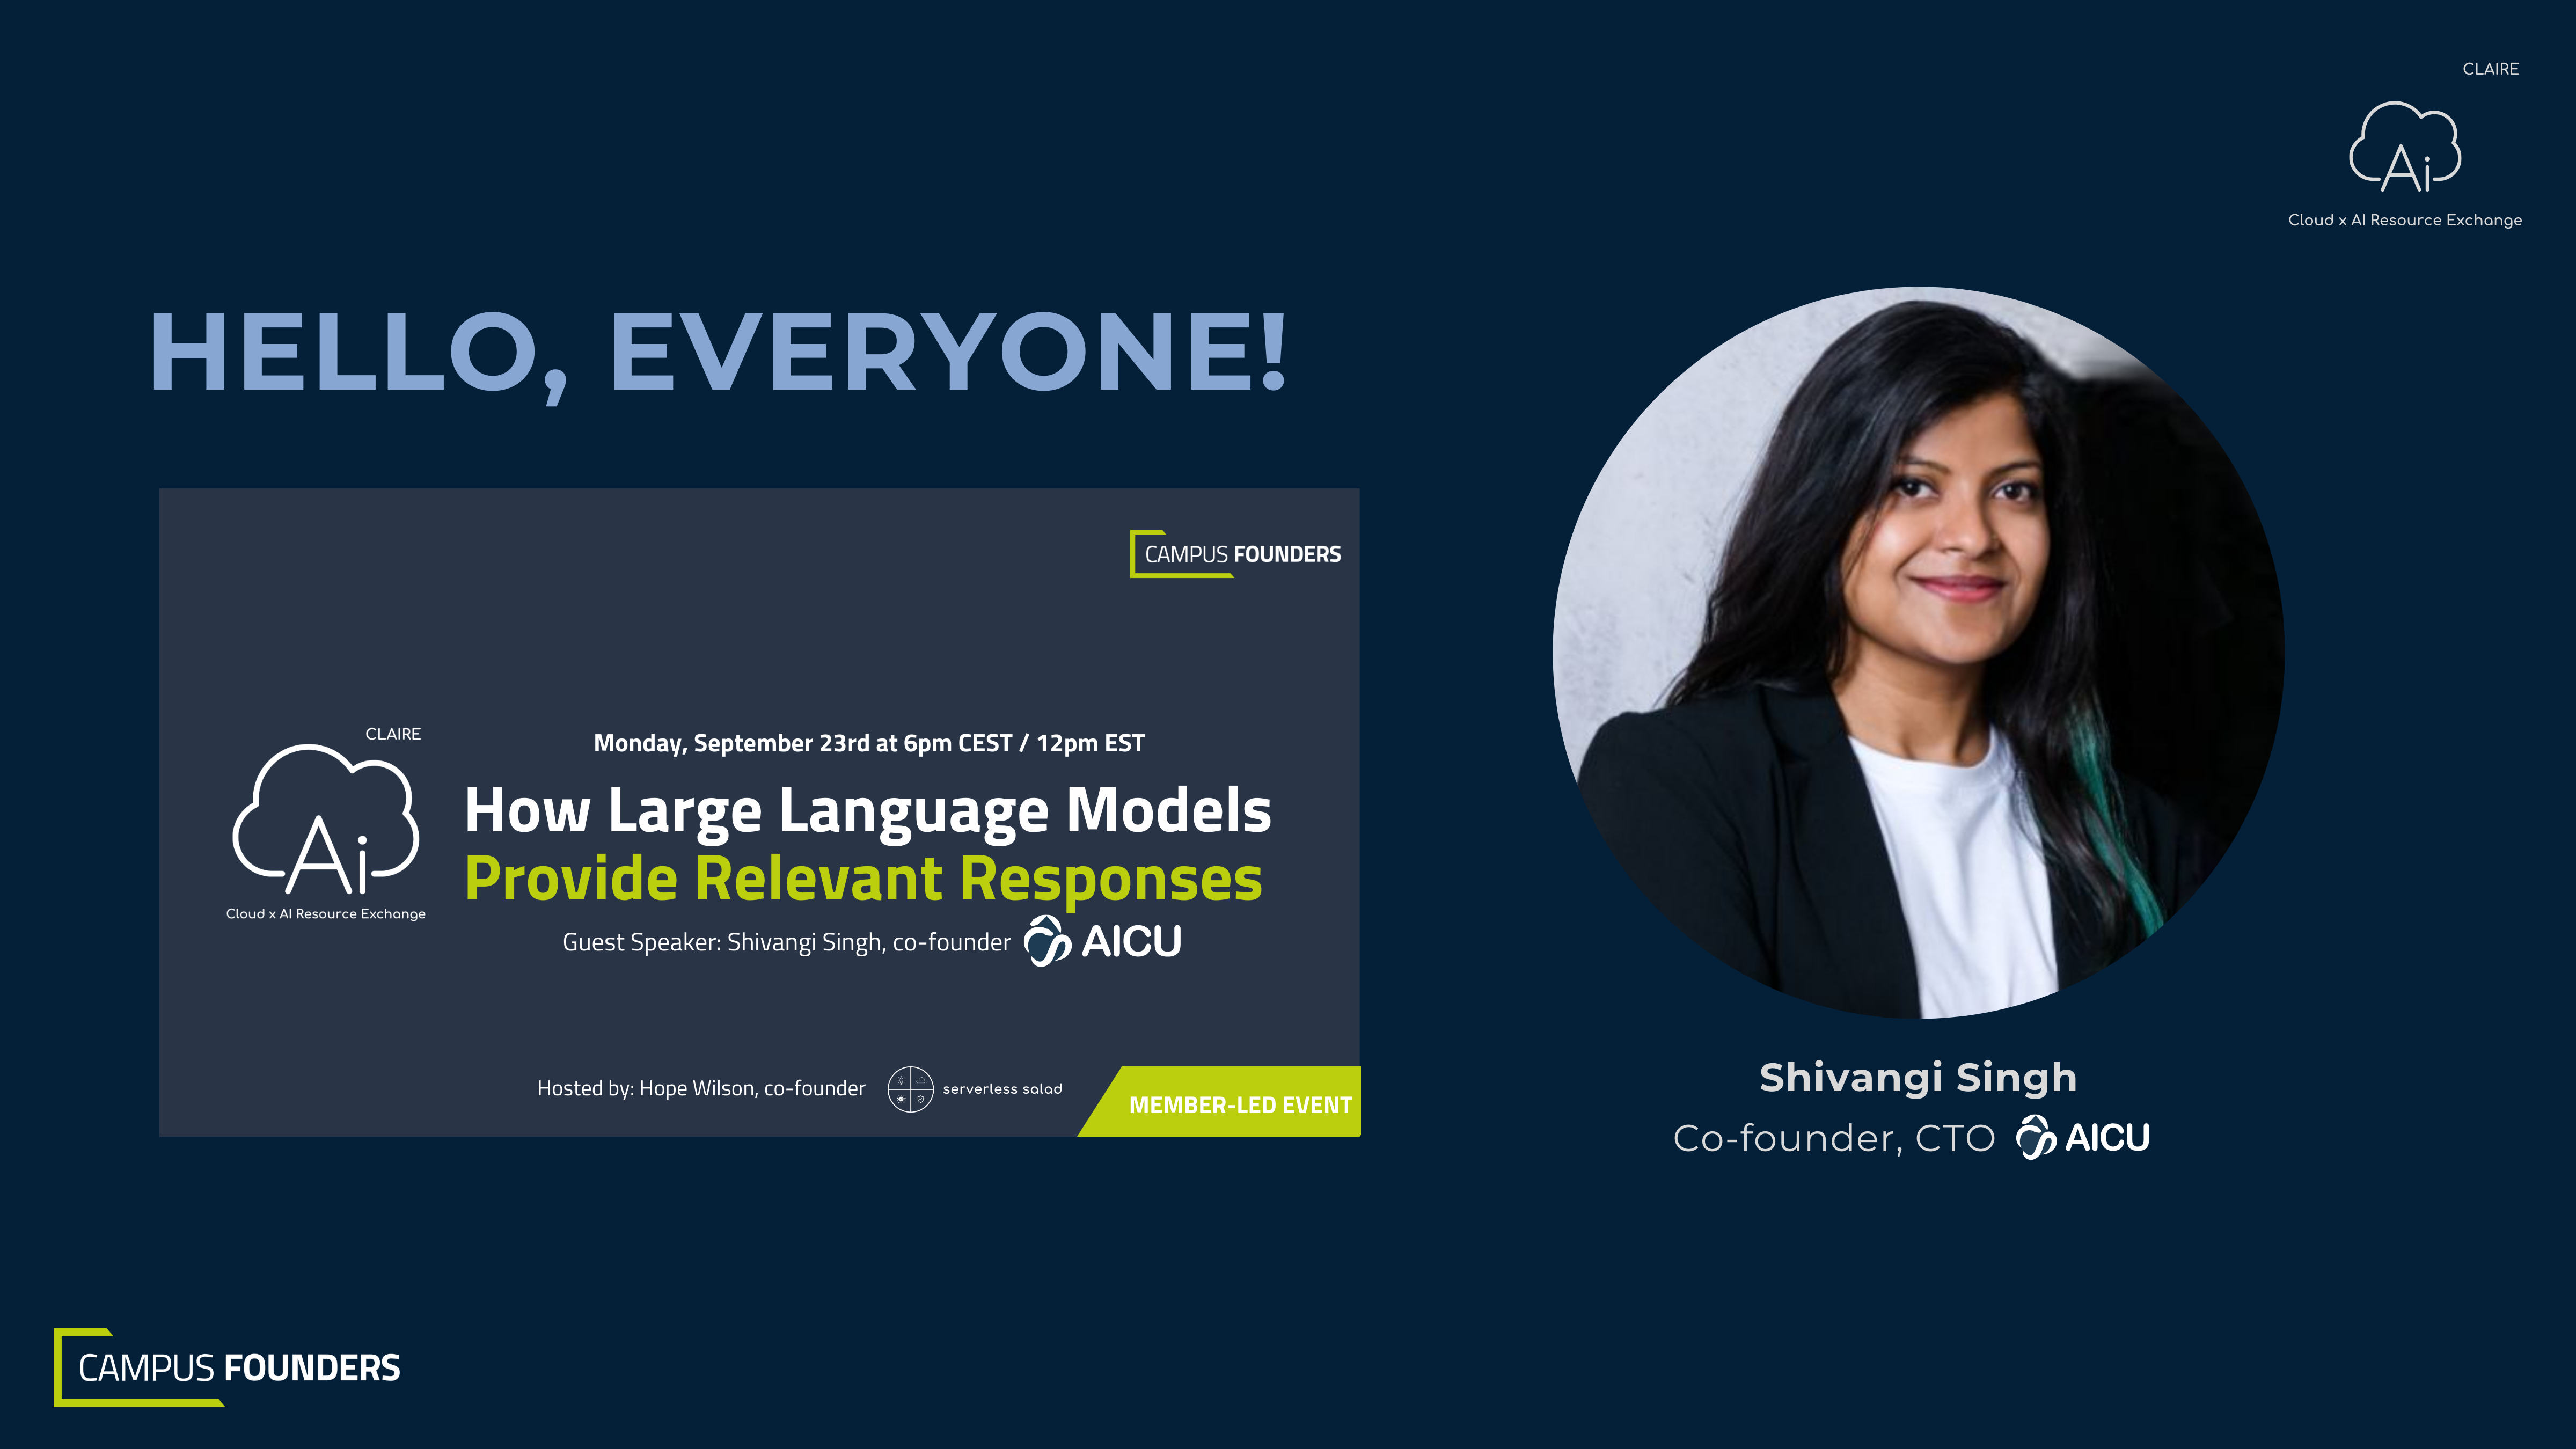 CLAIRE
Ai
Cloud x AI Resource Exchange
HELLO, EVERYONE!
CAMPUS FOUNDERS
CLAIRE
Ai
Cloud x AI Resource Exchange
Monday, September 23rd at 6pm CEST / 12pm EST
How Large Language Models
Provide Relevant Responses
Guest Speaker: Shivangi Singh, co-founder AICU
Hosted by: Hope Wilson, co-founder serverless salad
MEMBER-LED EVENT
Shivangi Singh
Co-founder, CTO AICU
CAMPUS FOUNDERS